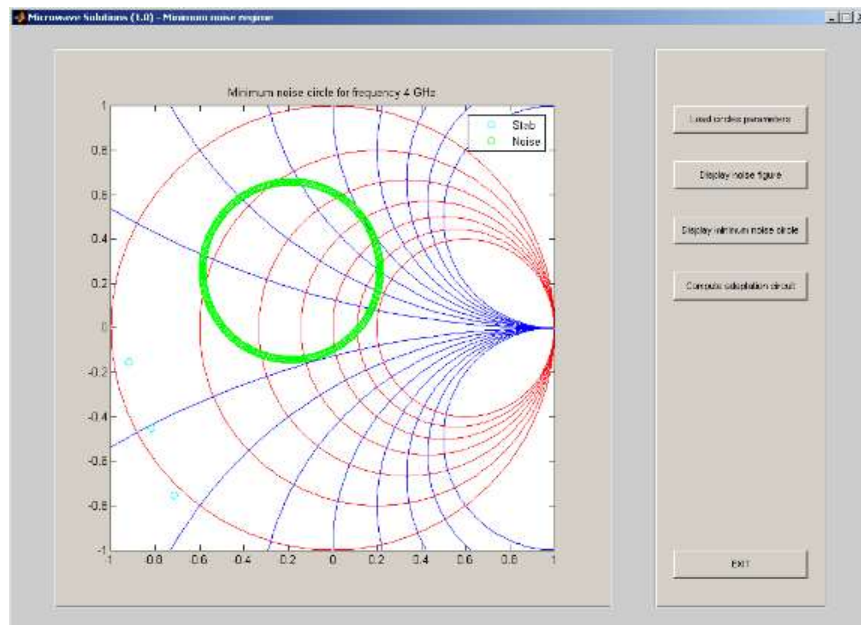 Microwave Solutions (1.0) - Minimum noise regime
Minimum noise circle for frequency 4 GHz
Stab
Noise
1
0.8
0.6
0.4
0.2
0
-0.2
-0.4
-0.6
-0.8
-1
-1
-0.8
-0.6
-0.4
-0.2
0
0.2
0.4
0.6
0.8
1
Load circles parameters
Display noise figure
Display minimum noise circle
Compute adaptation circuit
EXIT